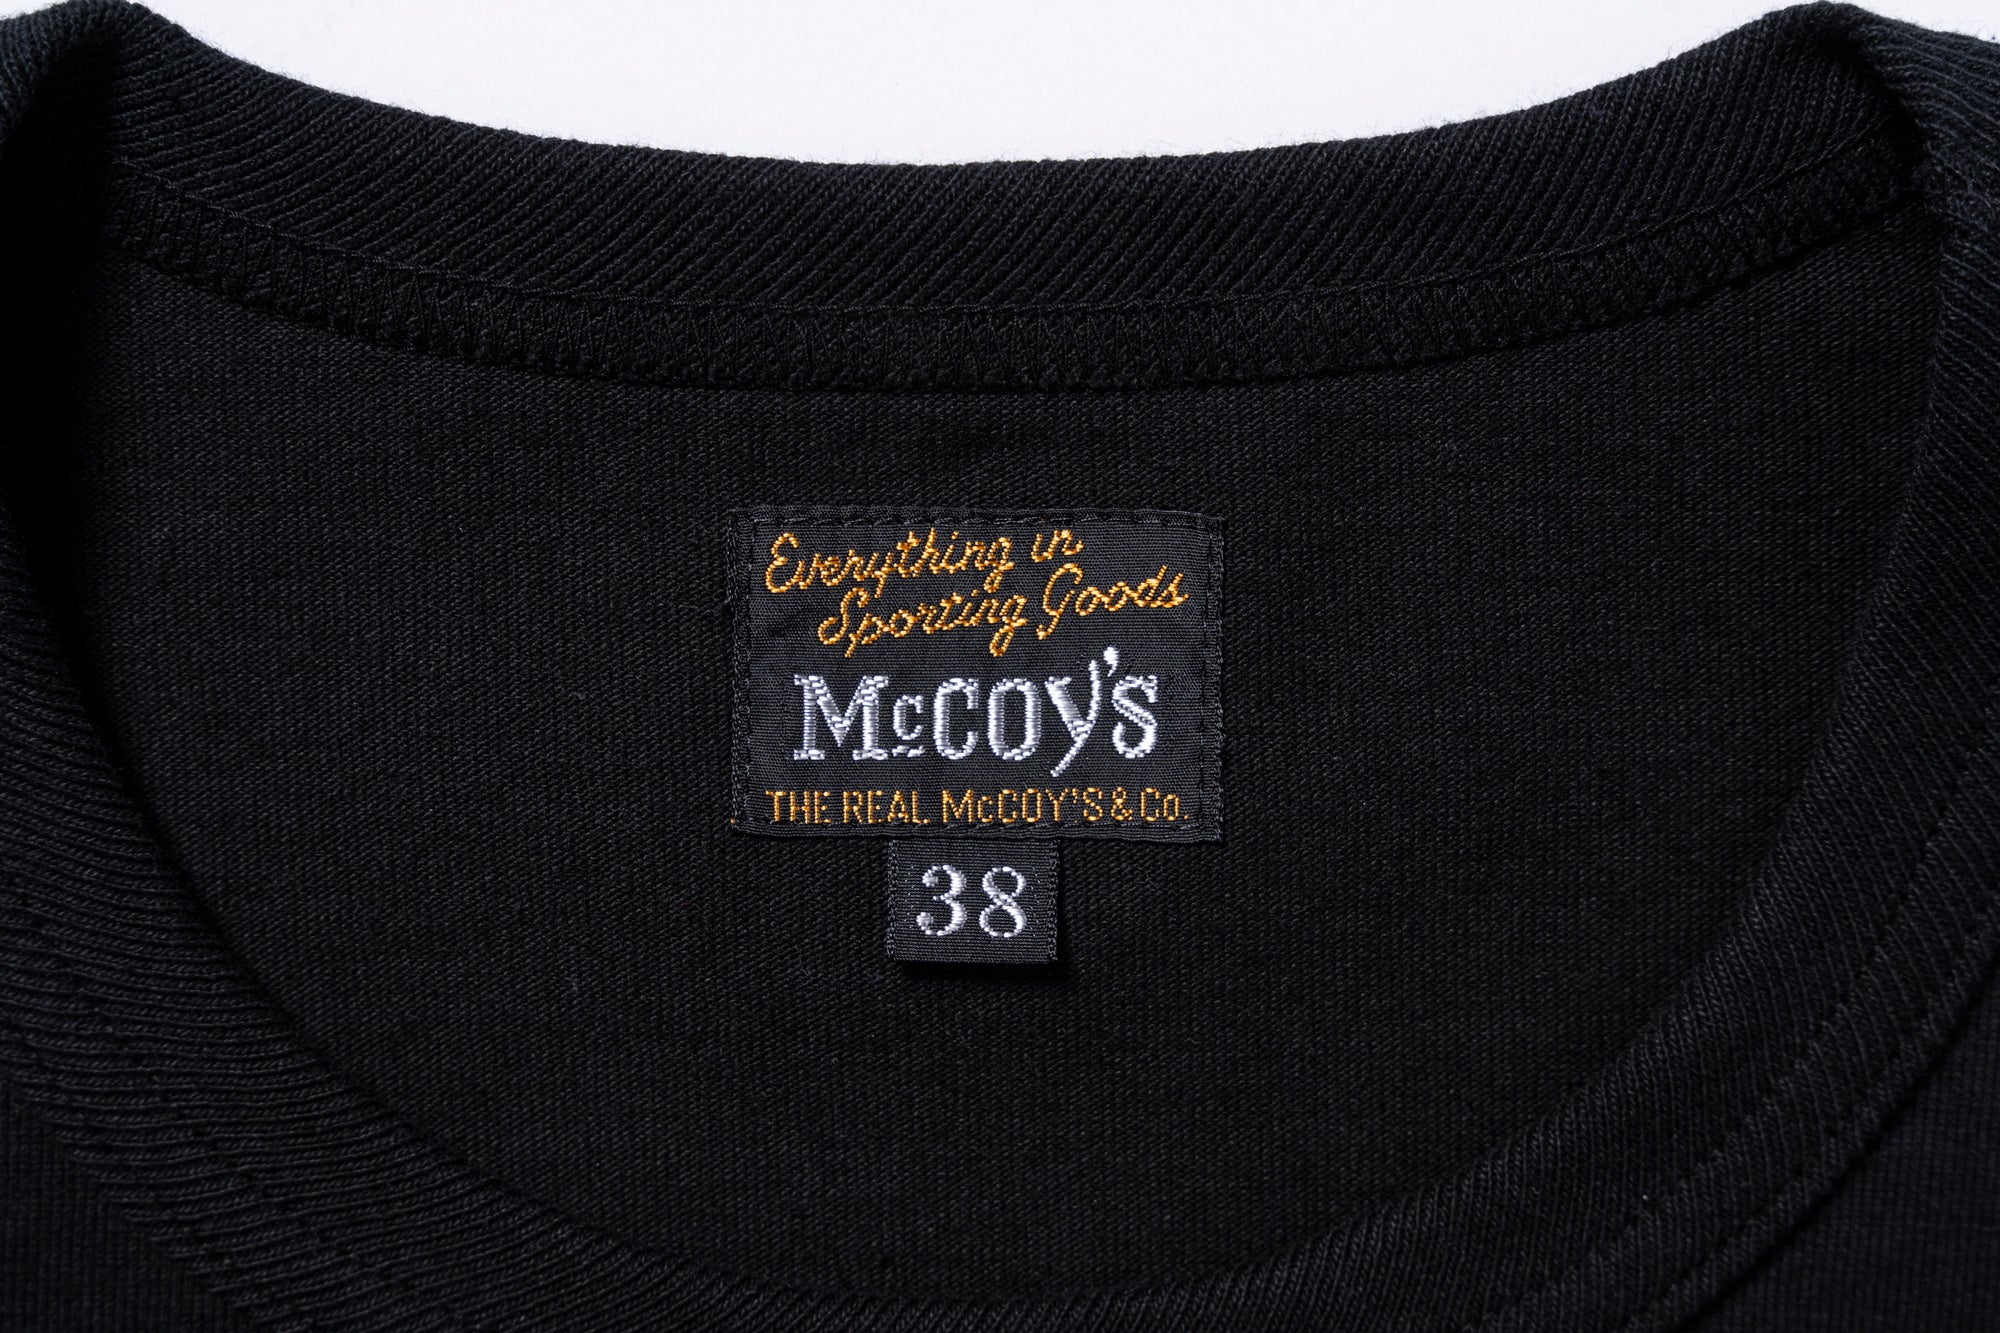 Everything in
Sporting Goods
McCOY'S
THE REAL McCOY'S & Co.
38